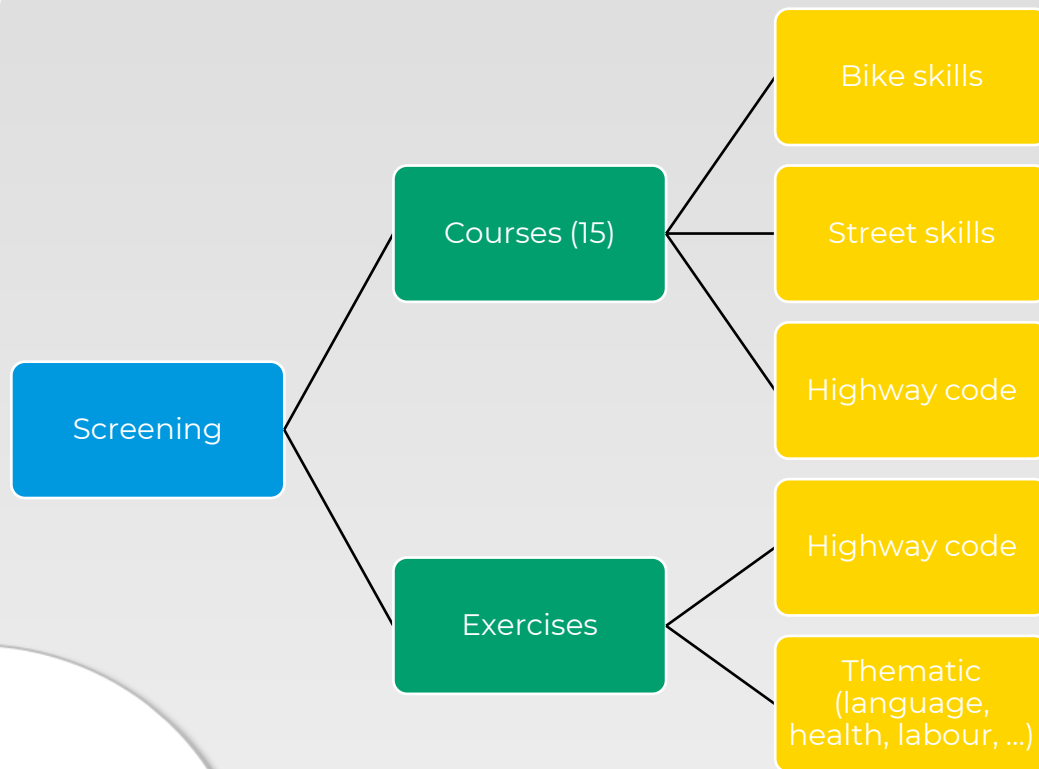 Bike skills
Courses (15)
Street skills
Highway code
Screening
Highway code
Exercises
Thematic
(language,
health, labour, ...)